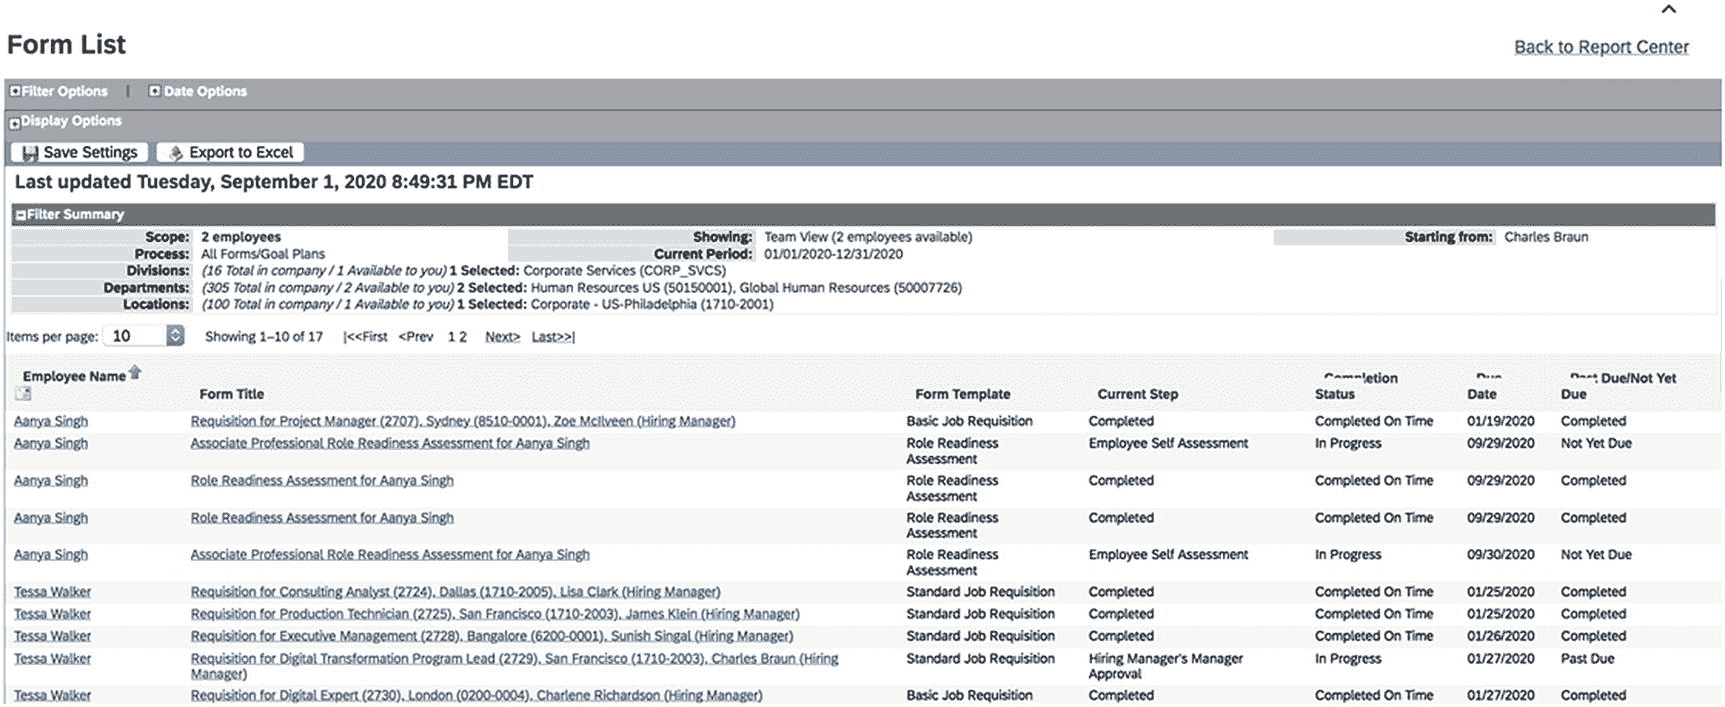 Form List
Back to Report Center
Filter Options | Date Options
Display Options
Save Settings Export to Excel
Last updated Tuesday, September 1, 2020 8:49:31 PM EDT
Filter Summary
Scope: 2 employees Showing: Team View (2 employees available) Starting from: Charles Braun
Process: All Forms/Goal Plans Current Period: 01/01/2020-12/31/2020
Divisions: (16 Total in company / 1 Available to you) 1 Selected: Corporate Services (CORP_SVCS)
Departments: (305 Total in company / 2 Available to you) 2 Selected: Human Resources US (50150001), Global Human Resources (50007726)
Locations: (100 Total in company / 1 Available to you) 1 Selected: Corporate - US-Philadelphia (1710-2001)
Items per page: 10 Showing 1–10 of 17 |<<First <Prev 1 2 Next> Last>>|
Employee Name Completion Due Past Due/Not Yet
Form Title Form Template Current Step Status Date Due
Aanya Singh Requisition for Project Manager (2707), Sydney (8510-0001), Zoe McIlveen (Hiring Manager) Basic Job Requisition Completed Completed On Time 01/19/2020 Completed
Aanya Singh Associate Professional Role Readiness Assessment for Aanya Singh Role Readiness Employee Self Assessment In Progress 09/29/2020 Not Yet Due
Assessment
Aanya Singh Role Readiness Assessment for Aanya Singh Role Readiness Completed Completed On Time 09/29/2020 Completed
Assessment
Aanya Singh Role Readiness Assessment for Aanya Singh Role Readiness Completed Completed On Time 09/29/2020 Completed
Assessment
Aanya Singh Associate Professional Role Readiness Assessment for Aanya Singh Role Readiness Employee Self Assessment In Progress 09/30/2020 Not Yet Due
Assessment
Tessa Walker Requisition for Consulting Analyst (2724), Dallas (1710-2005), Lisa Clark (Hiring Manager) Standard Job Requisition Completed Completed On Time 01/25/2020 Completed
Tessa Walker Requisition for Production Technician (2725), San Francisco (1710-2003), James Klein (Hiring Manager) Standard Job Requisition Completed Completed On Time 01/25/2020 Completed
Tessa Walker Requisition for Executive Management (2728), Bangalore (6200-0001), Sunish Singal (Hiring Manager) Standard Job Requisition Completed Completed On Time 01/26/2020 Completed
Tessa Walker Requisition for Digital Transformation Program Lead (2729), San Francisco (1710-2003), Charles Braun (Hiring Standard Job Requisition Hiring Manager's Manager In Progress 01/27/2020 Past Due
Manager) Approval
Tessa Walker Requisition for Digital Expert (2730), London (0200-0004), Charlene Richardson (Hiring Manager) Basic Job Requisition Completed Completed On Time 01/27/2020 Completed